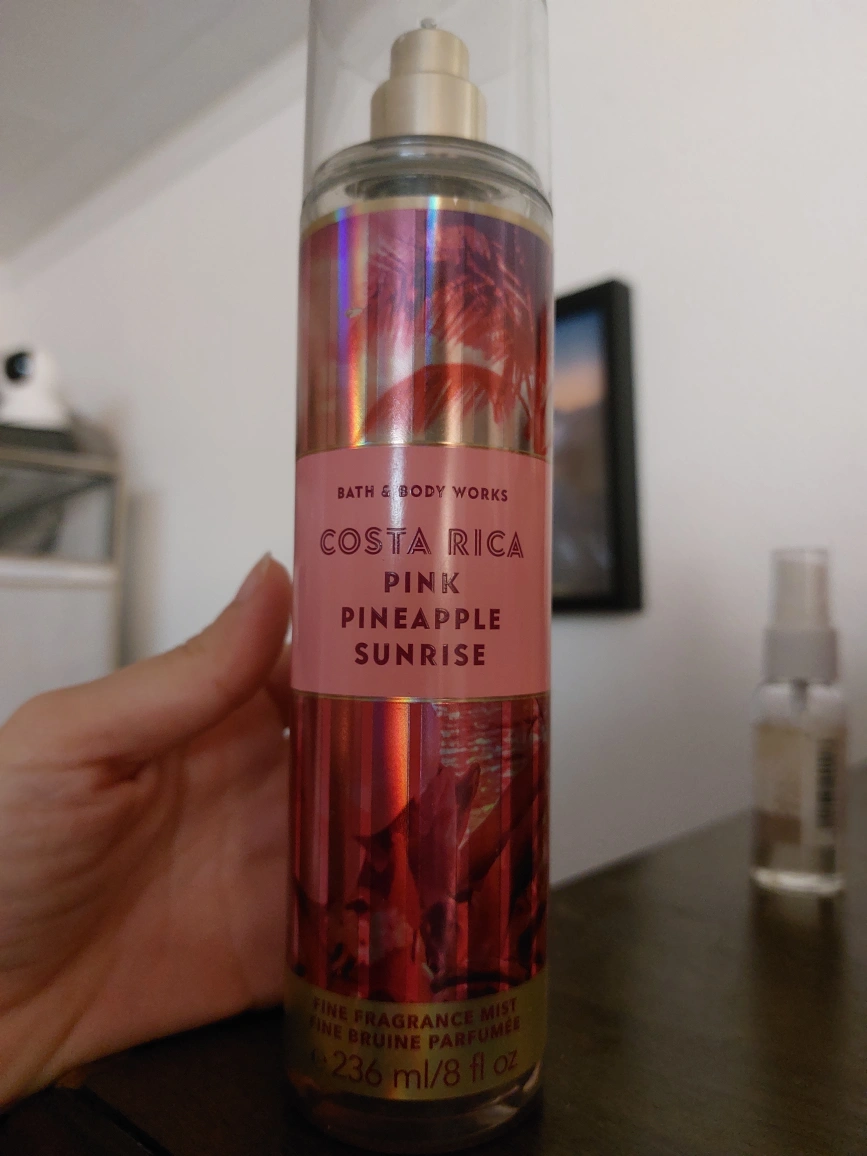 BATH & BODY WORKS
COSTA RICA
PINK
PINEAPPLE
SUNRISE
FINE FRAGRANCE MIST
FINE BRUINE PARFUMÉE
℮ 236 ml/8 fl oz